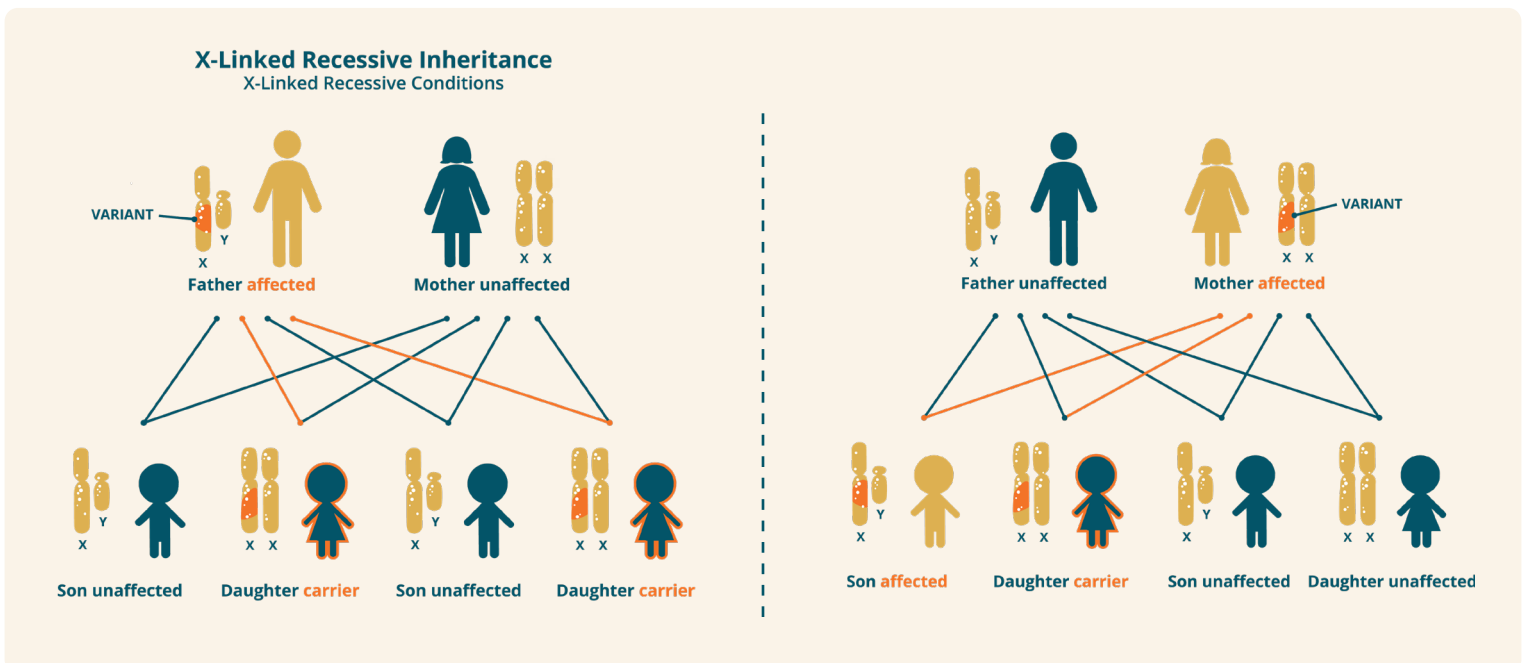 X-Linked Recessive Inheritance
X-Linked Recessive Conditions
VARIANT
X
Y
X X
Father affected
Mother unaffected
X
Y
X X
VARIANT
Father unaffected
Mother affected
X
Y
X X
X
Y
X X
Son unaffected
Daughter carrier
Son unaffected
Daughter carrier
X
Y
X X
X
Y
X X
Son affected
Daughter carrier
Son unaffected
Daughter unaffected